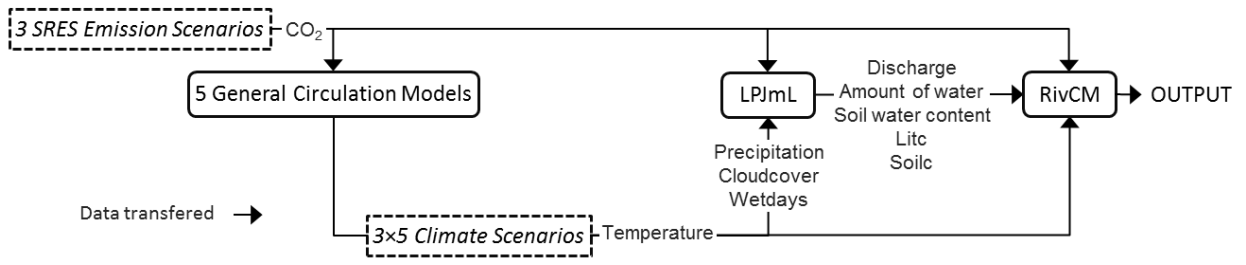 3 SRES Emission Scenarios
CO2
5 General Circulation Models
LPJmL
Discharge
Amount of water
Soil water content
Litc
Soilc
RivCM
OUTPUT
Precipitation
Cloudcover
Wetdays
Data transfered
3×5 Climate Scenarios
Temperature